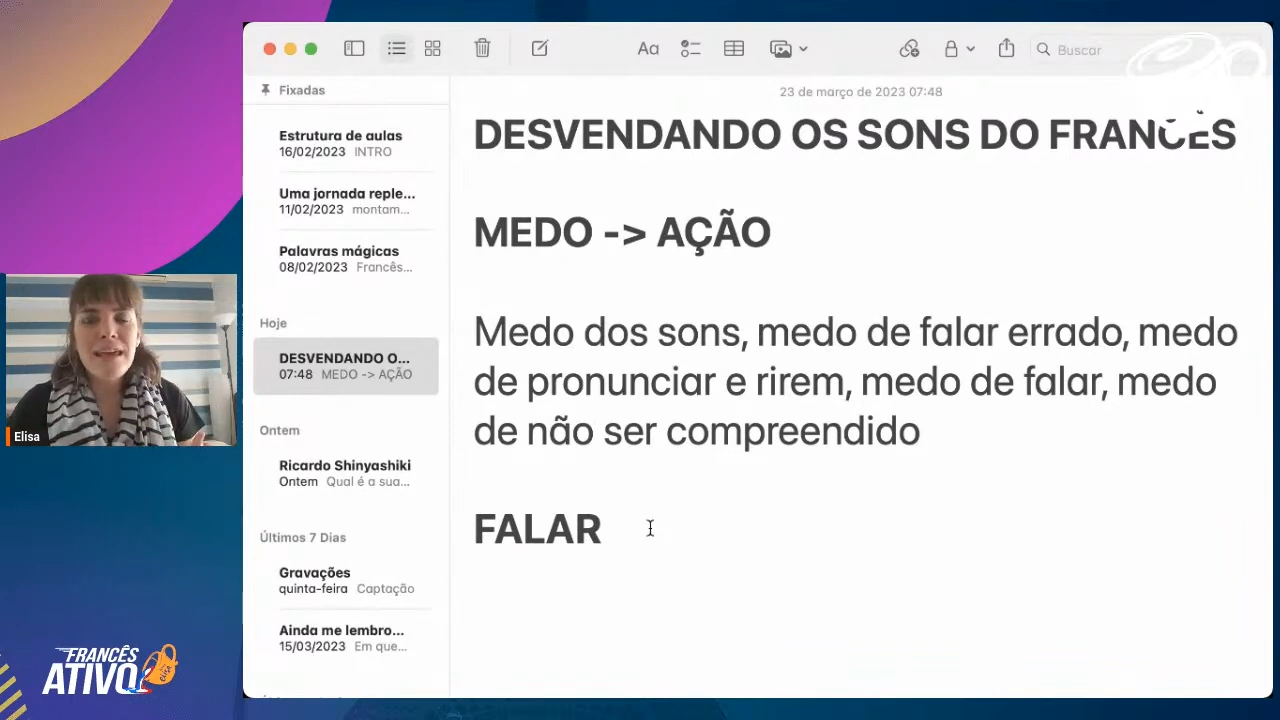 Buscar
Fixadas
Estrutura de aulas
16/02/2023 INTRO
Uma jornada reple...
11/02/2023 montam...
Palavras mágicas
08/02/2023 Francês...
Hoje
DESVENDANDO O...
07:48 MEDO -> AÇÃO
Ontem
Ricardo Shinyashiki
Ontem Qual é a sua...
Últimos 7 Dias
Gravações
quinta-feira Captação
Ainda me lembro...
15/03/2023 Em que...
23 de março de 2023 07:48
DESVENDANDO OS SONS DO FRANCÊS
MEDO -> AÇÃO
Medo dos sons, medo de falar errado, medo
de pronunciar e rirem, medo de falar, medo
de não ser compreendido
FALAR
Elisa
FRANCÊS
ATIVO
Aa